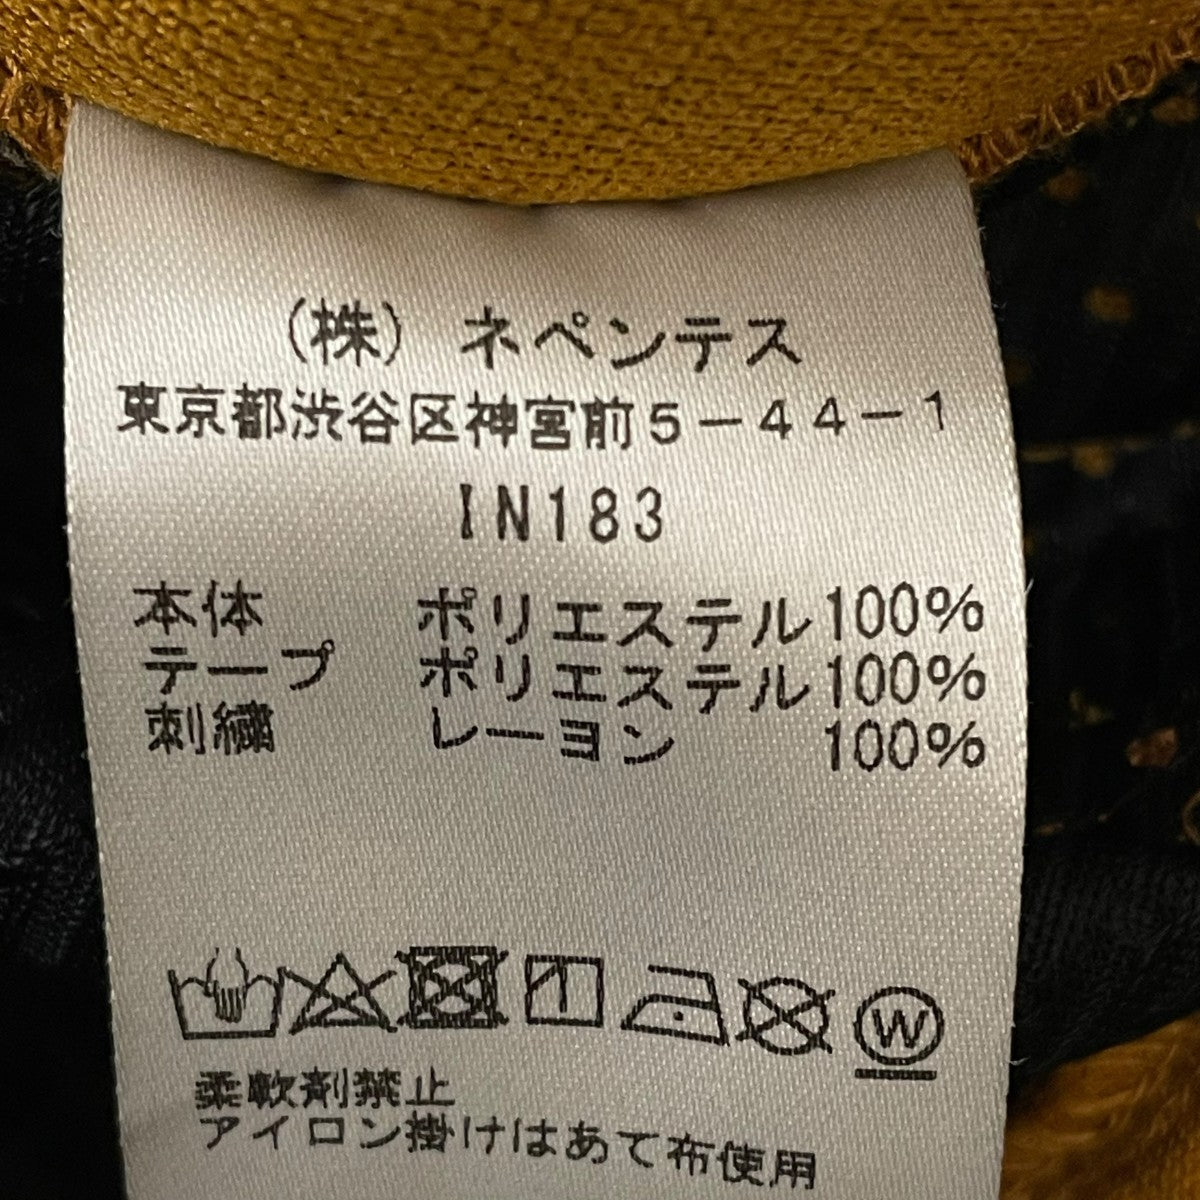 (株) ネペンテス
東京都渋谷区神宮前5-44-1
IN183
本体 ポリエステル100%
テープ ポリエステル100%
刺繍 レーヨン 100%
W
柔軟剤禁止
アイロン掛けはあて布使用